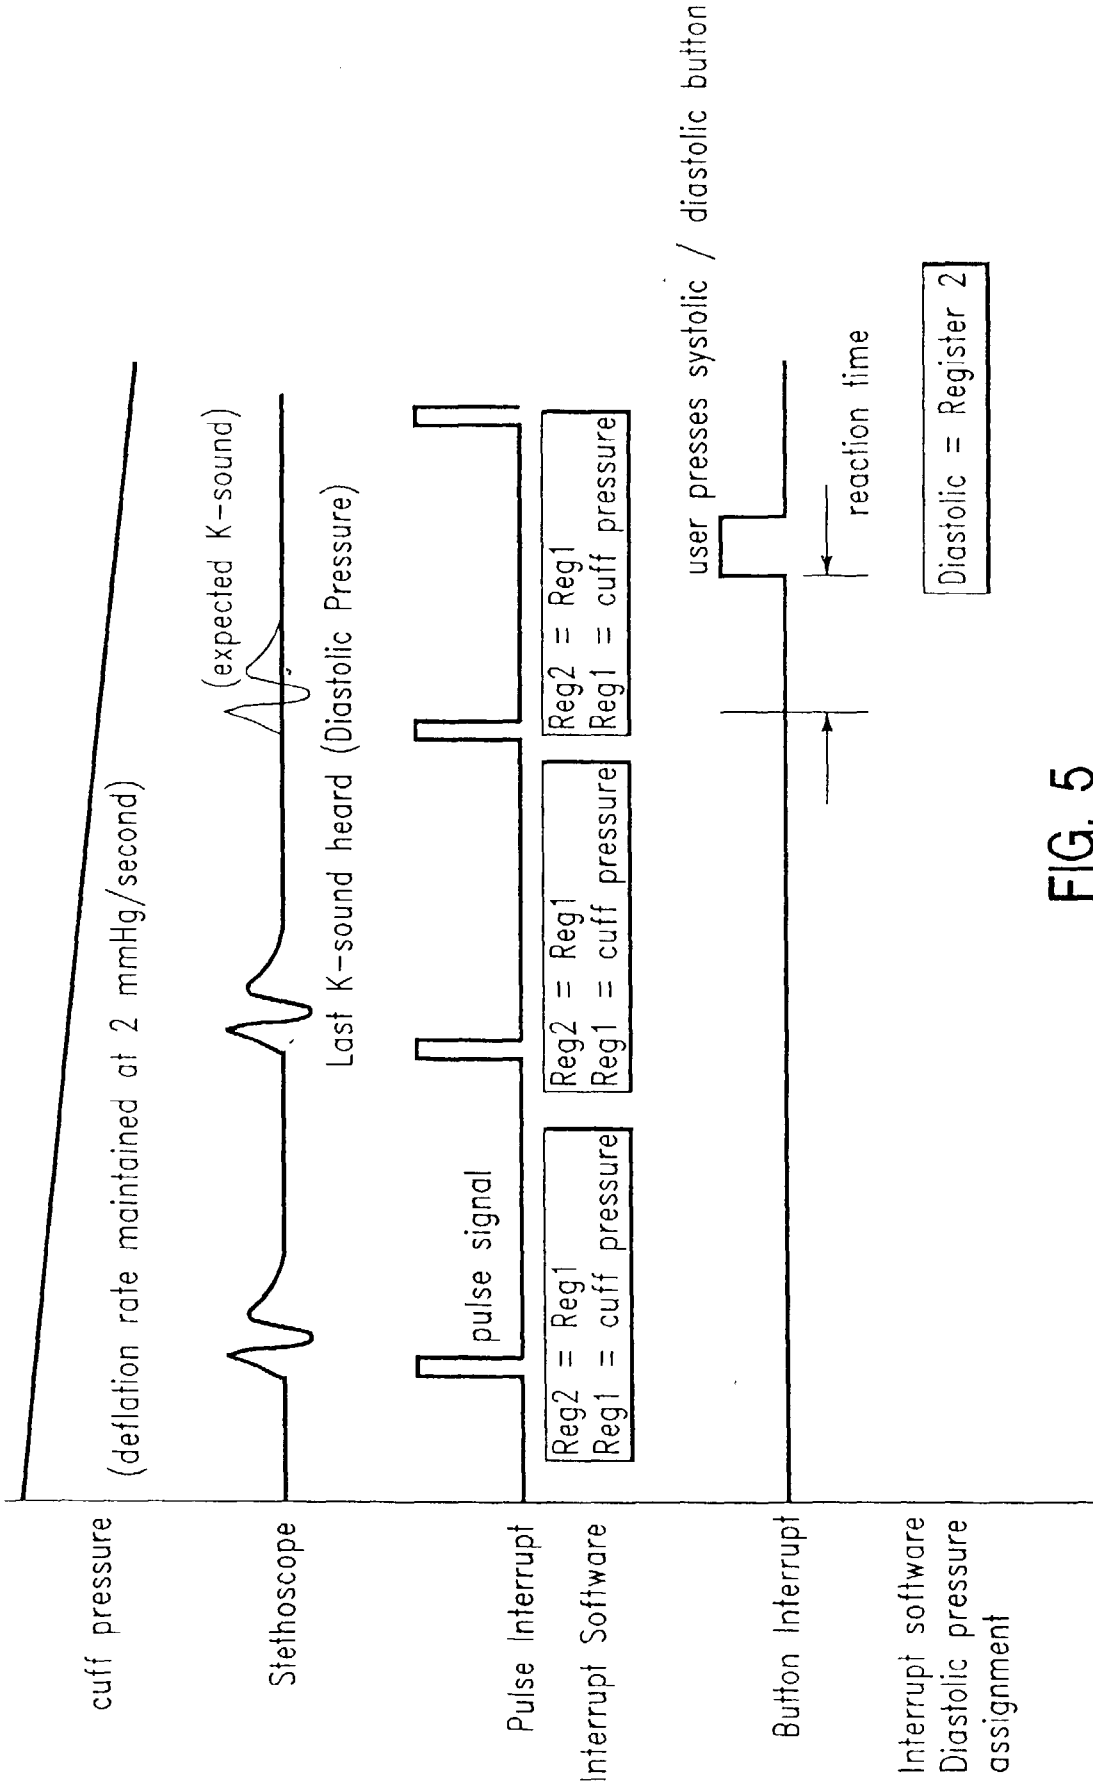 cuff pressure
(deflation rate maintained at 2 mmHg/second)
Stethoscope
(expected K-sound)
Last K-sound heard (Diastolic Pressure)
Pulse Interrupt
pulse signal
Interrupt Software
Reg2 = Reg1
Reg1 = cuff pressure
Reg2 = Reg1
Reg1 = cuff pressure
Reg2 = Reg1
Reg1 = cuff pressure
user presses systolic / diastolic button
Button Interrupt
reaction time
Interrupt software
Diastolic pressure
assignment
Diastolic = Register 2
FIG. 5